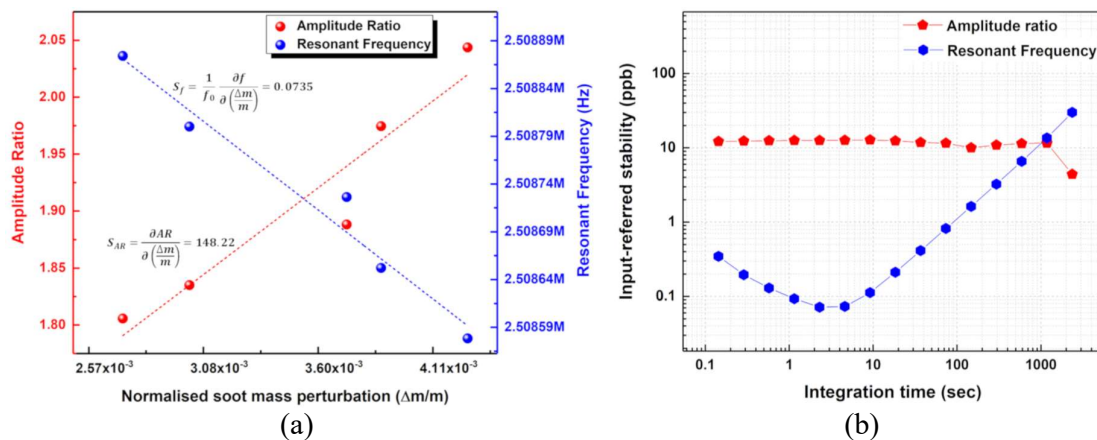 Amplitude Ratio
Resonant Frequency
2.05
2.00
1.95
1.90
1.85
1.80
Amplitude Ratio
S_f = 1/f_0 ∂f/∂(Δm/m) = 0.0735
S_AR = ∂AR/∂(Δm/m) = 148.22
2.50889M
2.50884M
2.50879M
2.50874M
2.50869M
2.50864M
2.50859M
Resonant Frequency (Hz)
2.57x10⁻³ 3.08x10⁻³ 3.60x10⁻³ 4.11x10⁻³
Normalised soot mass perturbation (Δm/m)
(a)
Amplitude ratio
Resonant Frequency
100
10
1
0.1
Input-referred stability (ppb)
0.1 1 10 100 1000
Integration time (sec)
(b)